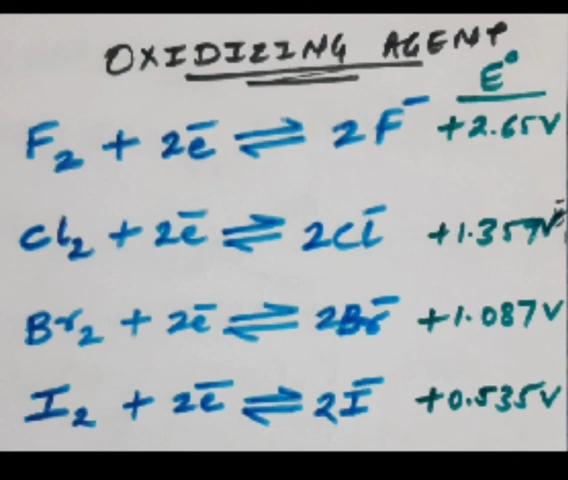 OXIDIZING AGENT
E°
F₂ + 2e⁻ ⇌ 2F⁻ +2.65V
Cl₂ + 2e⁻ ⇌ 2Cl⁻ +1.357V
Br₂ + 2e⁻ ⇌ 2Br⁻ +1.087V
I₂ + 2e⁻ ⇌ 2I⁻ +0.535V